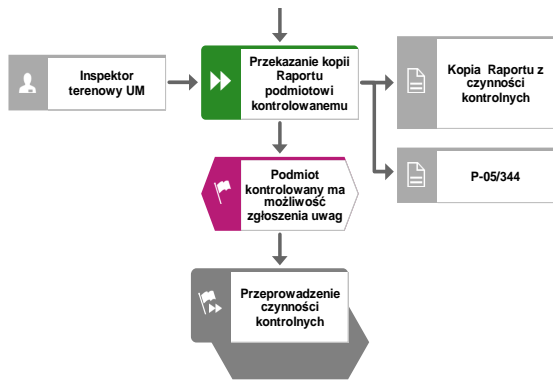 Inspektor
terenowy UM
Przekazanie kopii
Raportu
podmiotowi
kontrolowanemu
Kopia Raportu z
czynności
kontrolnych
P-05/344
Podmiot
kontrolowany ma
możliwość
zgłoszenia uwag
Przeprowadzenie
czynności
kontrolnych